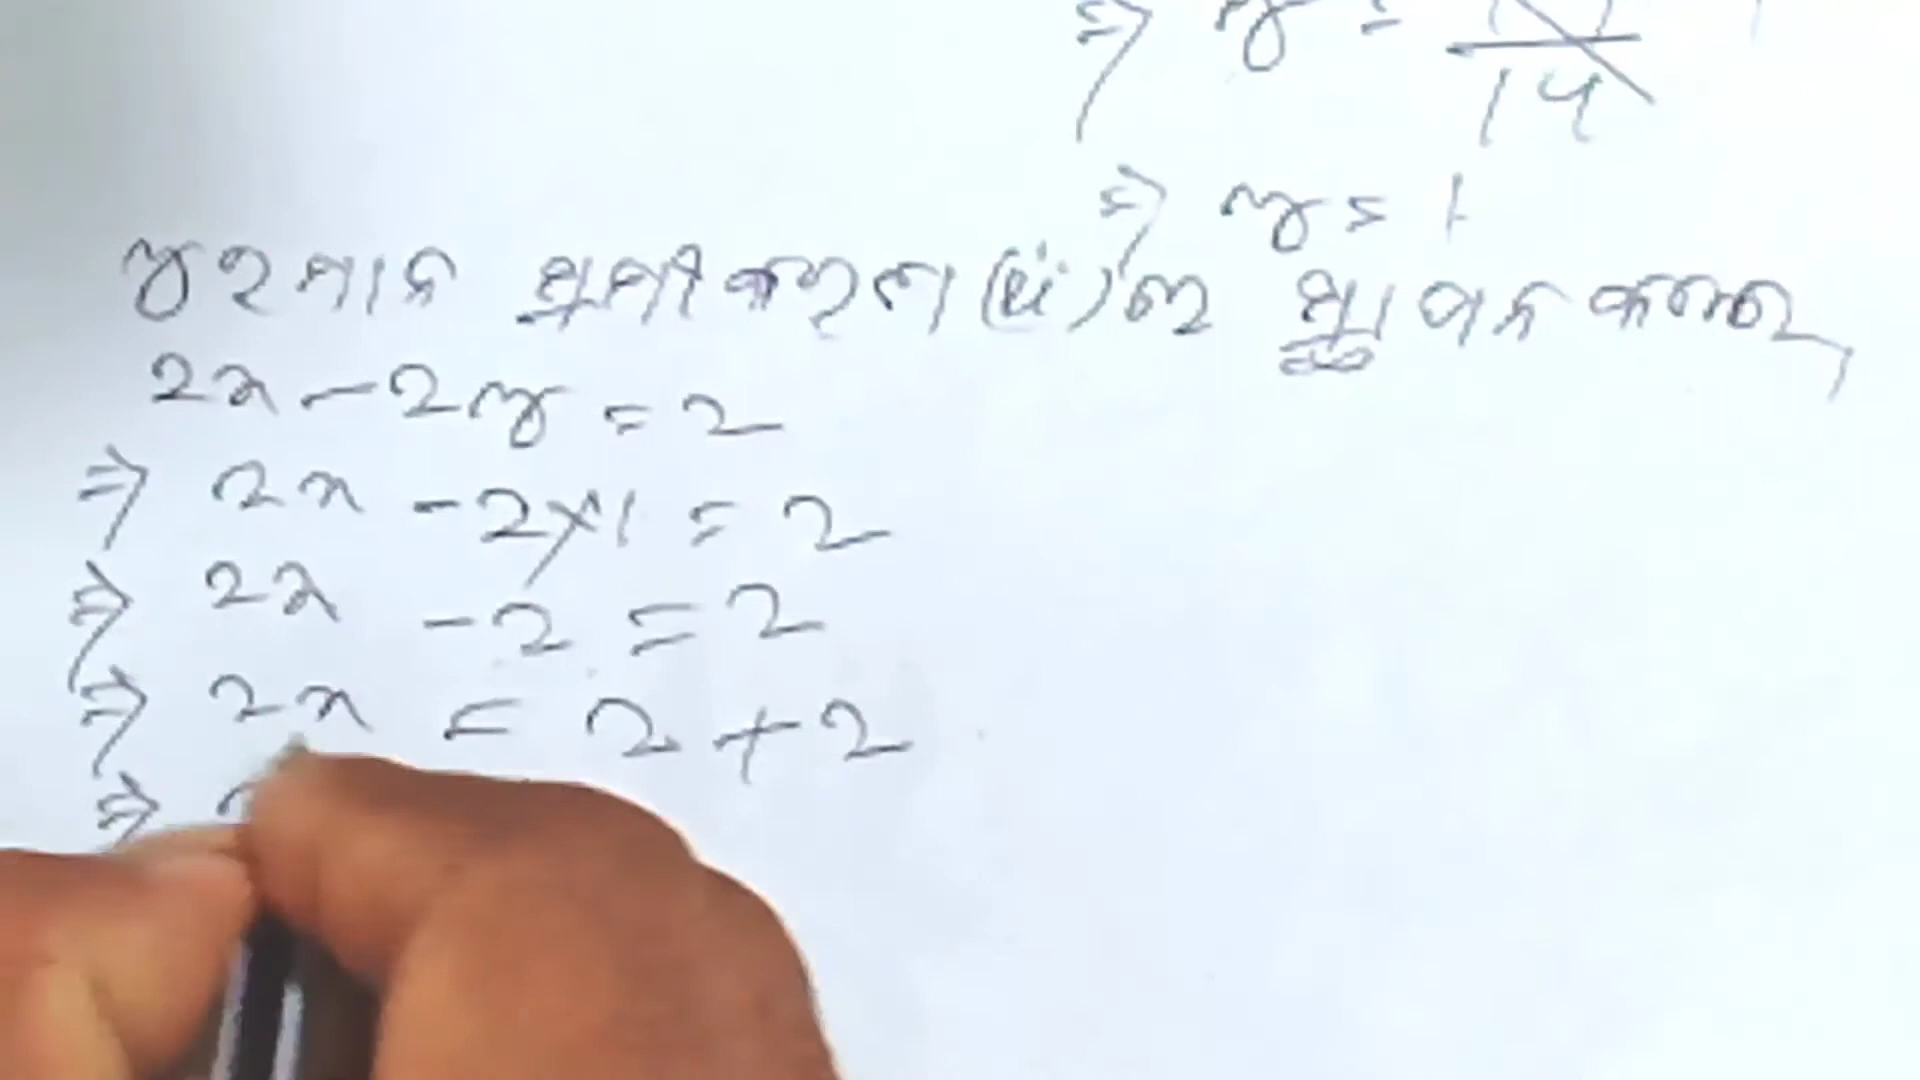 ⇒ y =
14
⇒ y = 1
yର ମାନ ସମୀକରଣ (ii) ରେ ସ୍ଥାପନ କଲେ,
2x - 2y = 2
⇒ 2x - 2×1 = 2
⇒ 2x - 2 = 2
⇒ 2x = 2 + 2
⇒